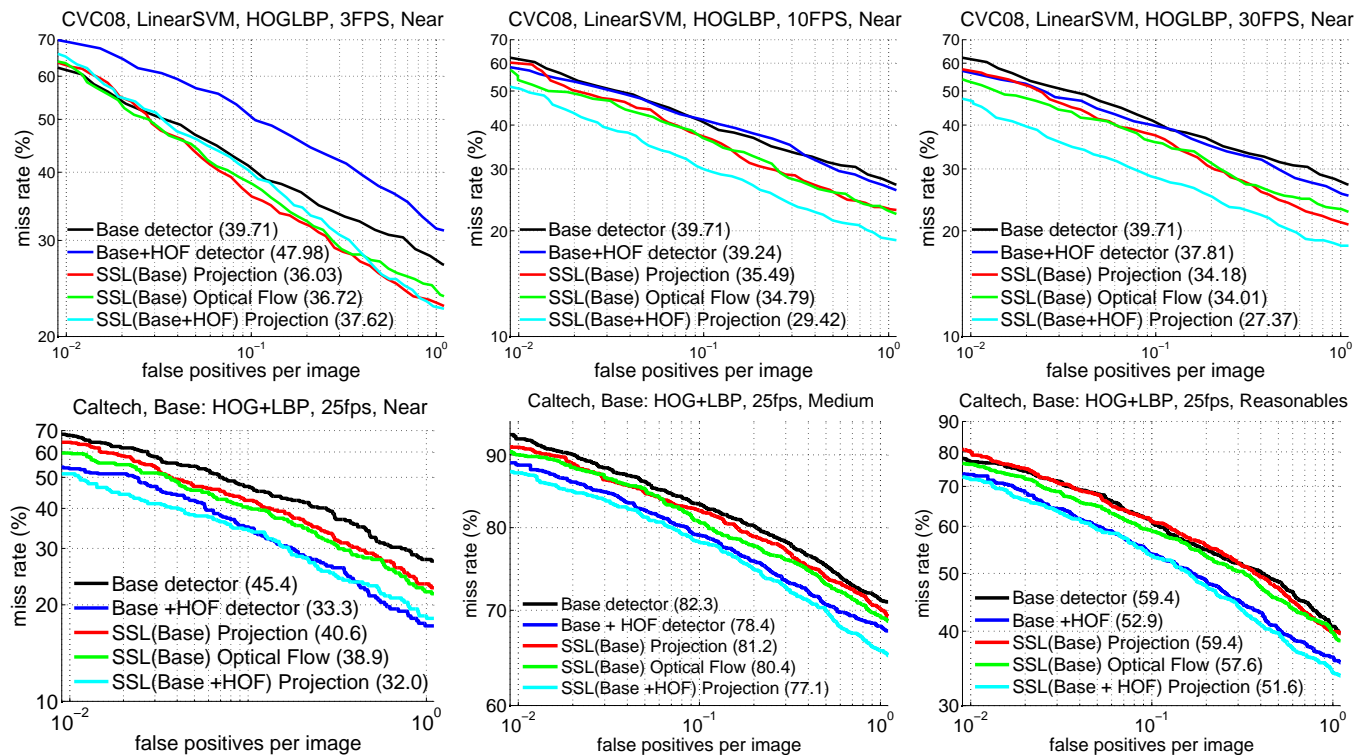 CVC08, LinearSVM, HOGLBP, 3FPS, Near
70
60
50
40
30
20
miss rate (%)
Base detector (39.71)
Base+HOF detector (47.98)
SSL(Base) Projection (36.03)
SSL(Base) Optical Flow (36.72)
SSL(Base+HOF) Projection (37.62)
10^-2
10^-1
10^0
false positives per image
CVC08, LinearSVM, HOGLBP, 10FPS, Near
70
60
50
40
30
20
10
miss rate (%)
Base detector (39.71)
Base+HOF detector (39.24)
SSL(Base) Projection (35.49)
SSL(Base) Optical Flow (34.79)
SSL(Base+HOF) Projection (29.42)
10^-2
10^-1
10^0
false positives per image
CVC08, LinearSVM, HOGLBP, 30FPS, Near
70
60
50
40
30
20
10
miss rate (%)
Base detector (39.71)
Base+HOF detector (37.81)
SSL(Base) Projection (34.18)
SSL(Base) Optical Flow (34.01)
SSL(Base+HOF) Projection (27.37)
10^-2
10^-1
10^0
false positives per image
Caltech, Base: HOG+LBP, 25fps, Near
70
60
50
40
30
20
10
miss rate (%)
Base detector (45.4)
Base +HOF detector (33.3)
SSL(Base) Projection (40.6)
SSL(Base) Optical Flow (38.9)
SSL(Base +HOF) Projection (32.0)
10^-2
10^0
false positives per image
Caltech, Base: HOG+LBP, 25fps, Medium
90
80
70
60
miss rate (%)
Base detector (82.3)
Base + HOF detector (78.4)
SSL(Base) Projection (81.2)
SSL(Base) Optical Flow (80.4)
SSL(Base +HOF) Projection (77.1)
10^-2
10^-1
10^0
false positives per image
Caltech, Base: HOG+LBP, 25fps, Reasonables
90
80
70
60
50
40
30
miss rate (%)
Base detector (59.4)
Base +HOF (52.9)
SSL(Base) Projection (59.4)
SSL(Base) Optical Flow (57.6)
SSL(Base + HOF) Projection (51.6)
10^-2
10^-1
10^0
false positives per image